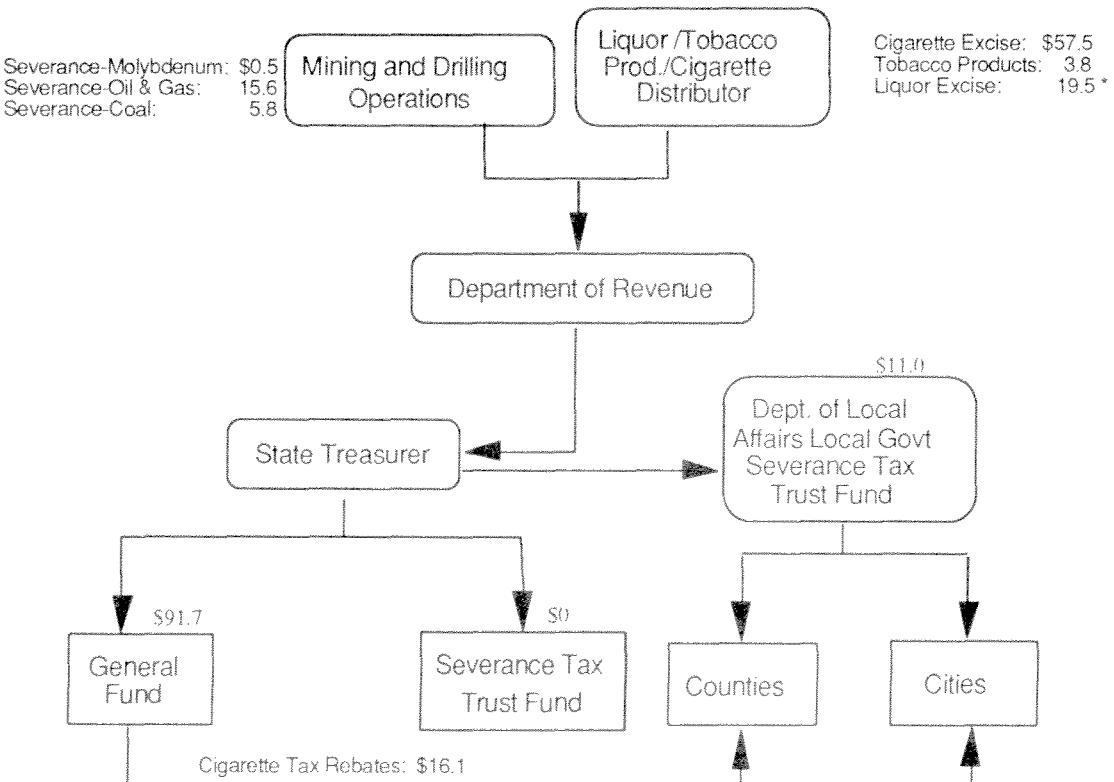 Severance-Molybdenum: $0.5
Severance-Oil & Gas: 15.6
Severance-Coal: 5.8
Mining and Drilling
Operations
Liquor /Tobacco
Prod./Cigarette
Distributor
Cigarette Excise: $57.5
Tobacco Products: 3.8
Liquor Excise: 19.5 *
Department of Revenue
$11.0
Dept. of Local
Affairs Local Govt
Severance Tax
Trust Fund
State Treasurer
$91.7
General
Fund
$0
Severance Tax
Trust Fund
Counties
Cities
Cigarette Tax Rebates: $16.1